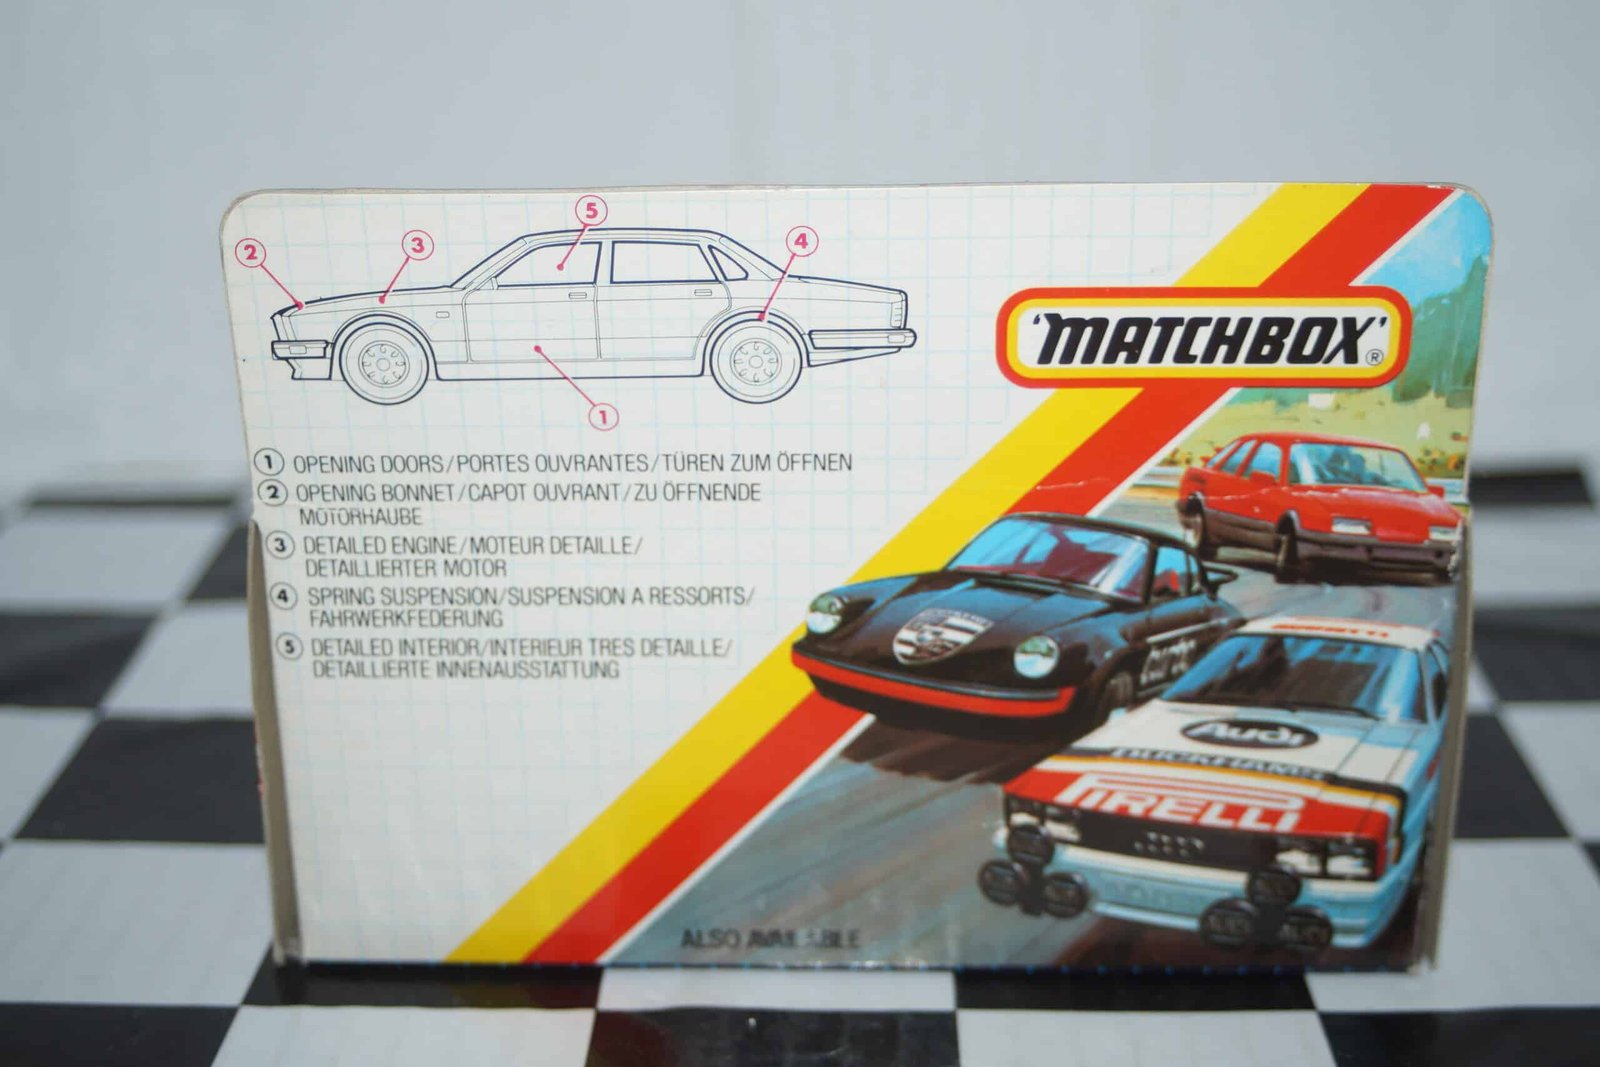 5
3
4
2
'MATCHBOX'®
1
1 OPENING DOORS/PORTES OUVRANTES/TÜREN ZUM ÖFFNEN
2 OPENING BONNET/CAPOT OUVRANT/ZU ÖFFNENDE
MOTORHAUBE
3 DETAILED ENGINE/MOTEUR DETAILLE/
DETAILLIERTER MOTOR
4 SPRING SUSPENSION/SUSPENSION A RESSORTS/
FAHRWERKFEDERUNG
5 DETAILED INTERIOR/INTERIEUR TRES DETAILLE/
DETAILLIERTE INNENAUSSTATTUNG
Audi
DUCKHAMS
PIRELLI
ALSO AVAILABLE